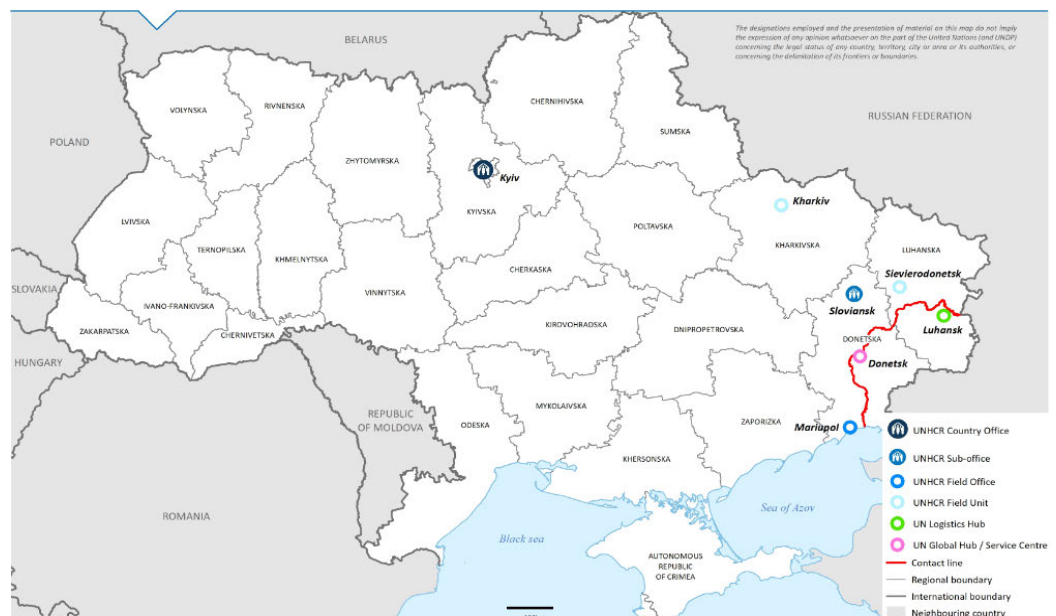 The designations employed and the presentation of material on this map do not imply
the expression of any opinion whatsoever on the part of the United Nations (and UNDP)
concerning the legal status of any country, territory, city or area or its authorities, or
concerning the delimitation of its frontiers or boundaries.
BELARUS
POLAND
RUSSIAN FEDERATION
VOLYNSKA
RIVNENSKA
CHERNIHIVSKA
SUMSKA
ZHYTOMYRSKA
Kyiv
KYIVSKA
Kharkiv
LVIVSKA
TERNOPILSKA
KHMELNYTSKA
POLTAVSKA
KHARKIVSKA
LUHANSKA
CHERKASKA
Sievierodonetsk
SLOVAKIA
VINNYTSKA
IVANO-FRANKIVSKA
Sloviansk
ZAKARPATSKA
CHERNIVETSKA
KIROVOHRADSKA
DNIPROPETROVSKA
Luhansk
DONETSKA
HUNGARY
Donetsk
REPUBLIC
OF MOLDOVA
ODESKA
MYKOLAIVSKA
ZAPORIZKA
Mariupol
KHERSONSKA
ROMANIA
Sea of Azov
Black sea
AUTONOMOUS
REPUBLIC
OF CRIMEA
UNHCR Country Office
UNHCR Sub-office
UNHCR Field Office
UNHCR Field Unit
UN Logistics Hub
UN Global Hub / Service Centre
Contact line
Regional boundary
International boundary
Neighbouring country